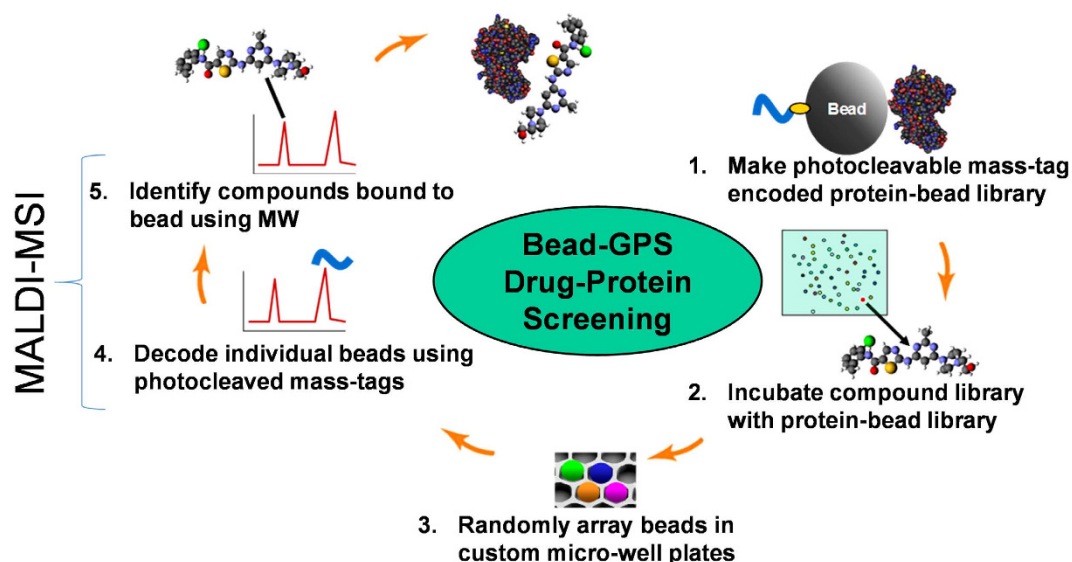 Bead
1. Make photocleavable mass-tag
encoded protein-bead library
2. Incubate compound library
with protein-bead library
3. Randomly array beads in
custom micro-well plates
4. Decode individual beads using
photocleaved mass-tags
5. Identify compounds bound to
bead using MW
MALDI-MSI
Bead-GPS
Drug-Protein
Screening